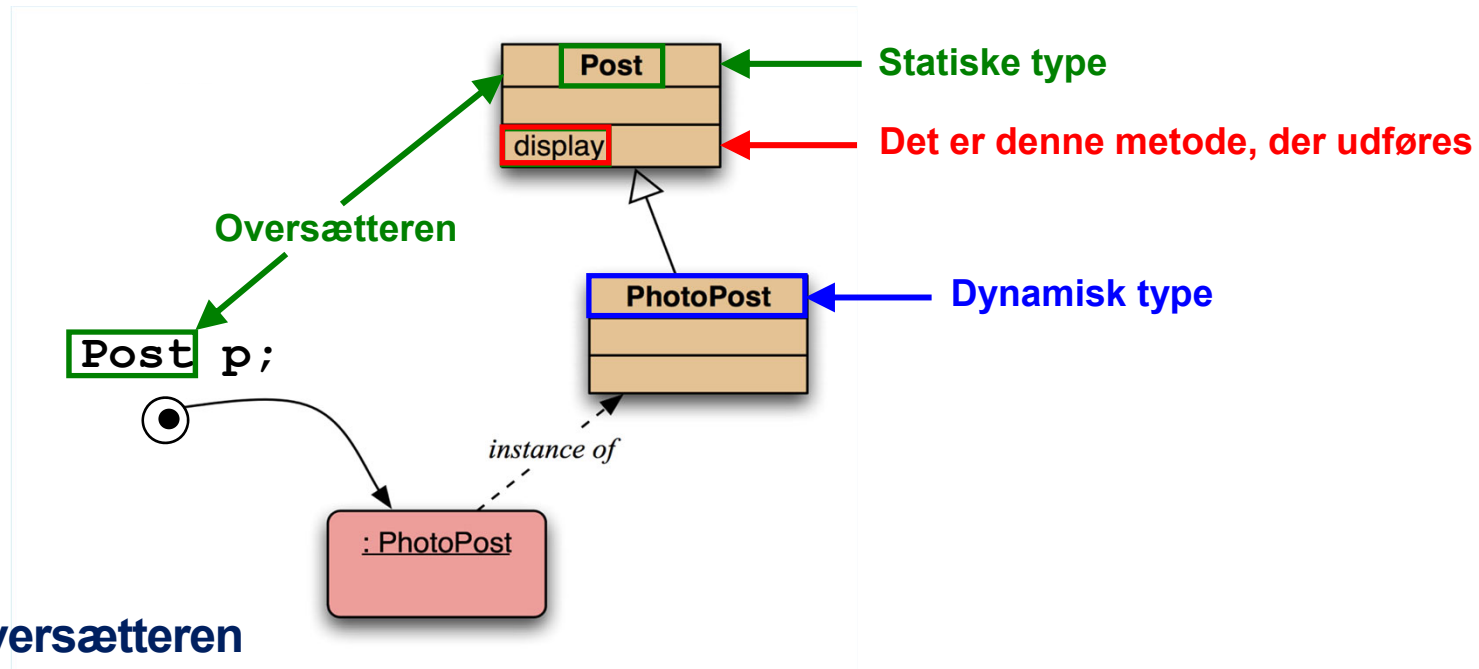 Post
Statiske type
display
Det er denne metode, der udføres
Oversætteren
PhotoPost
Dynamisk type
Post p;
instance of
: PhotoPost
versætteren